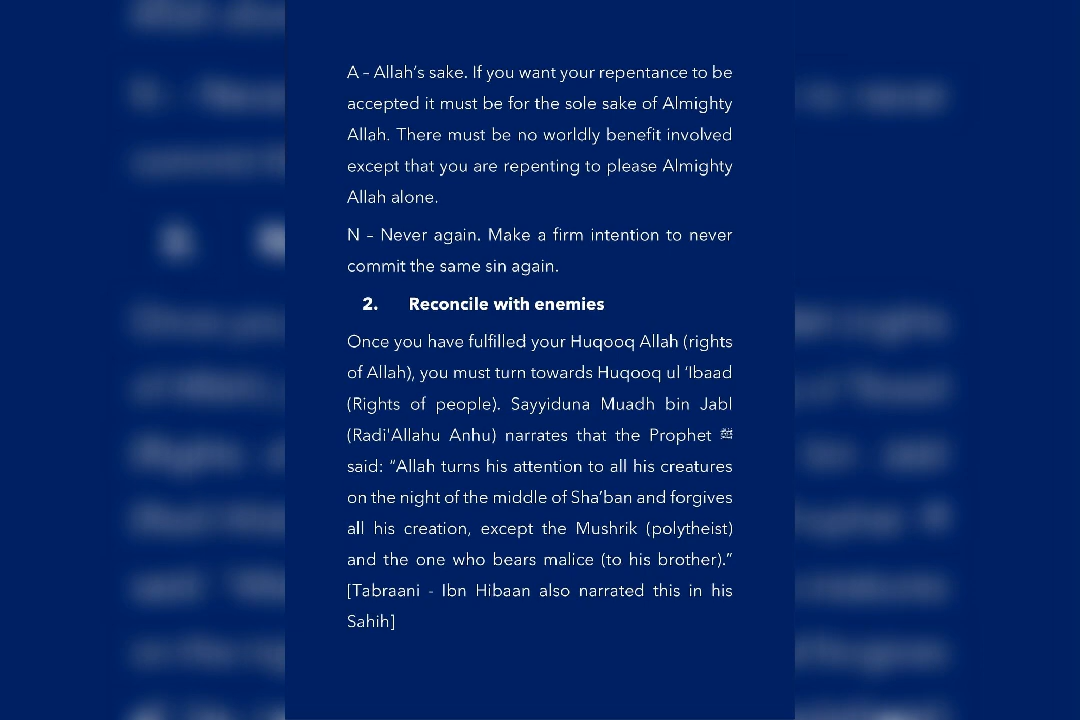 A – Allah's sake. If you want your repentance to be
accepted it must be for the sole sake of Almighty
Allah. There must be no worldly benefit involved
except that you are repenting to please Almighty
Allah alone.
N – Never again. Make a firm intention to never
commit the same sin again.
2. Reconcile with enemies
Once you have fulfilled your Huqooq Allah (rights
of Allah), you must turn towards Huqooq ul 'Ibaad
(Rights of people). Sayyiduna Muadh bin Jabl
(Radi'Allahu Anhu) narrates that the Prophet ﷺ
said: "Allah turns his attention to all his creatures
on the night of the middle of Sha'ban and forgives
all his creation, except the Mushrik (polytheist)
and the one who bears malice (to his brother)."
[Tabraani - Ibn Hibaan also narrated this in his
Sahih]